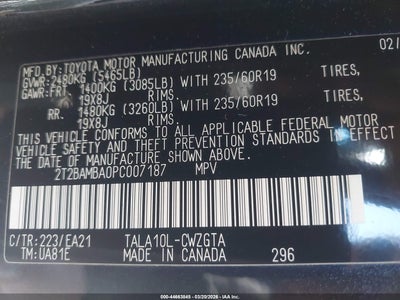 MFD.BY:TOYOTA MOTOR MANUFACTURING CANADA INC. 02/
GVWR:2480KG (5465LB)
GAWR:FRT 1400KG (3085LB) WITH 235/60R19 TIRES,
19X8J RIMS.
RR 1480KG (3260LB) WITH 235/60R19 TIRES,
19X8J RIMS.
THIS VEHICLE CONFORMS TO ALL APPLICABLE FEDERAL MOTOR
VEHICLE SAFETY AND THEFT PREVENTION STANDARDS IN EFFECT
THE DATE OF MANUFACTURE SHOWN ABOVE.
2T2BAMBA0PC007187 MPV
C/TR:223/EA21 TALA10L-CWZGTA
TM:UA81E MADE IN CANADA 296
000-44663845 - 03/20/2026 - IAA, Inc